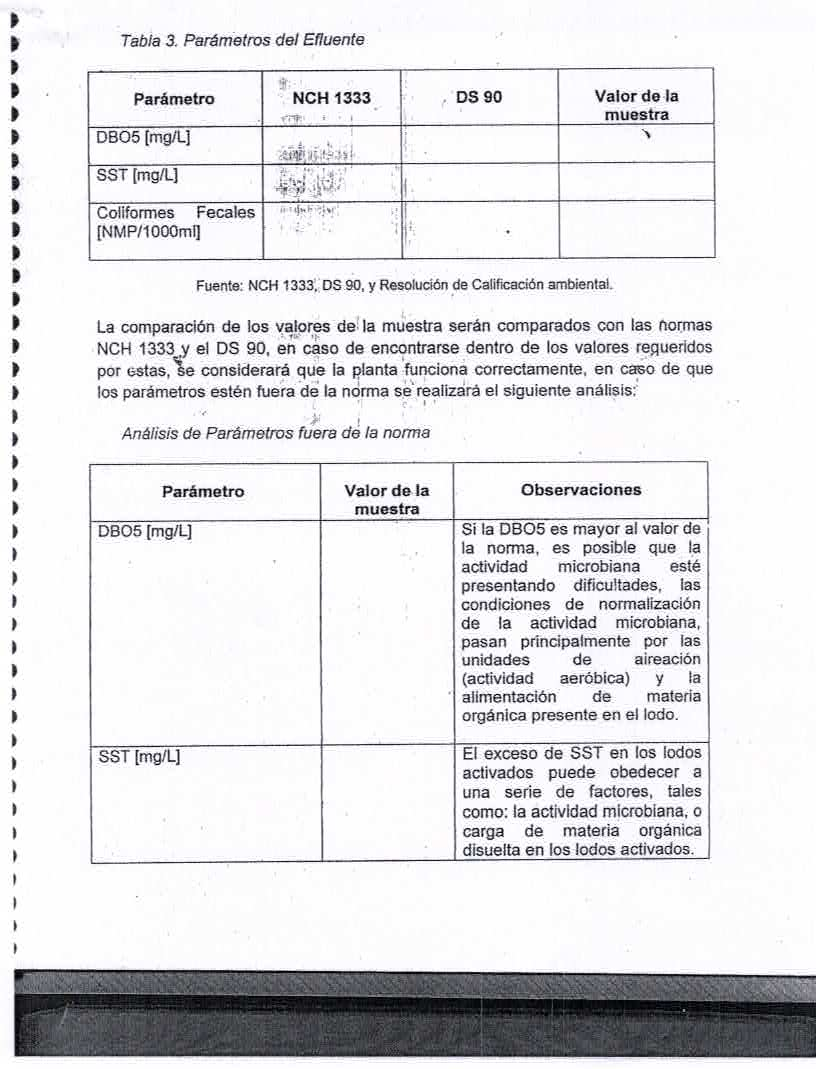 Tabla 3. Parámetros del Efluente
Parámetro NCH 1333 DS 90 Valor de la
muestra
DBO5 [mg/L]
SST [mg/L]
Coliformes Fecales
[NMP/1000ml]
Fuente: NCH 1333, DS 90, y Resolución de Calificación ambiental.
La comparación de los valores de la muestra serán comparados con las normas
NCH 1333 y el DS 90, en caso de encontrarse dentro de los valores requeridos
por estas, se considerará que la planta funciona correctamente, en caso de que
los parámetros estén fuera de la norma se realizará el siguiente análisis:
Análisis de Parámetros fuera de la norma
Parámetro Valor de la Observaciones
muestra
DBO5 [mg/L] Si la DBO5 es mayor al valor de
la norma, es posible que la
actividad microbiana esté
presentando dificultades, las
condiciones de normalización
de la actividad microbiana,
pasan principalmente por las
unidades de aireación
(actividad aeróbica) y la
alimentación de materia
orgánica presente en el lodo.
SST [mg/L] El exceso de SST en los lodos
activados puede obedecer a
una serie de factores, tales
como: la actividad microbiana, o
carga de materia orgánica
disuelta en los lodos activados.